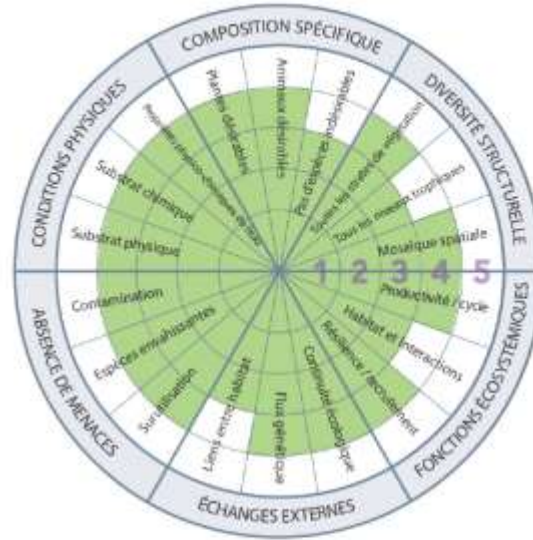 COMPOSITION SPÉCIFIQUE
DIVERSITÉ STRUCTURELLE
FONCTIONS ÉCOSYSTÉMIQUES
ÉCHANGES EXTERNES
ABSENCE DE MENACES
CONDITIONS PHYSIQUES
Plantes désirables
Animaux désirables
Pas d'espèces indésirables
Toutes les strates de végétation
Tous les niveaux trophiques
Mosaïque spatiale
1 2 3 4 5
Productivité / cycle
Habitat et interactions
Résilience / recrutement
Continuité écologique
Flux génétique
Liens entre habitat
Surutilisation
Espèces envahissantes
Contamination
Substrat physique
Substrat chimique